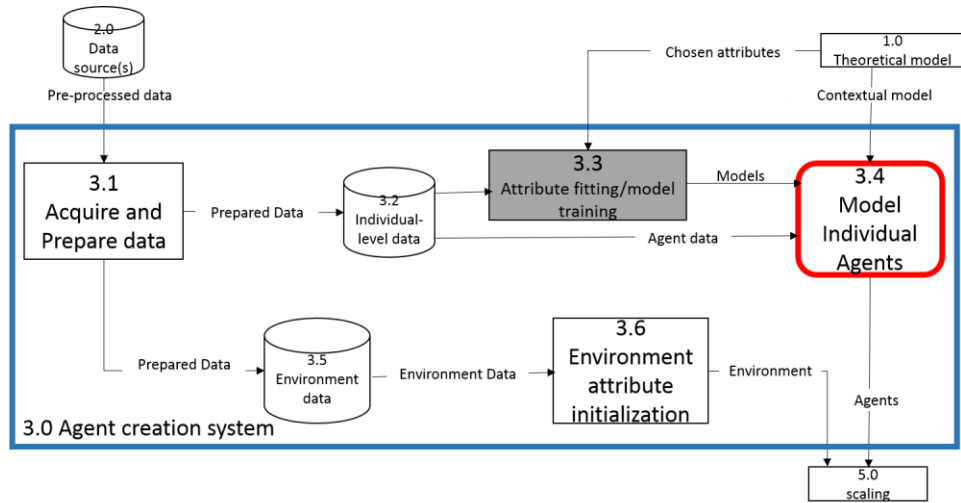 2.0
Data
source(s)
Chosen attributes
1.0
Theoretical model
Pre-processed data
Contextual model
3.1
Acquire and
Prepare data
Prepared Data
3.2
Individual-
level data
3.3
Attribute fitting/model
training
Models
Agent data
3.4
Model
Individual
Agents
Prepared Data
3.5
Environment
data
Environment Data
3.6
Environment
attribute
initialization
Environment
Agents
3.0 Agent creation system
5.0
scaling